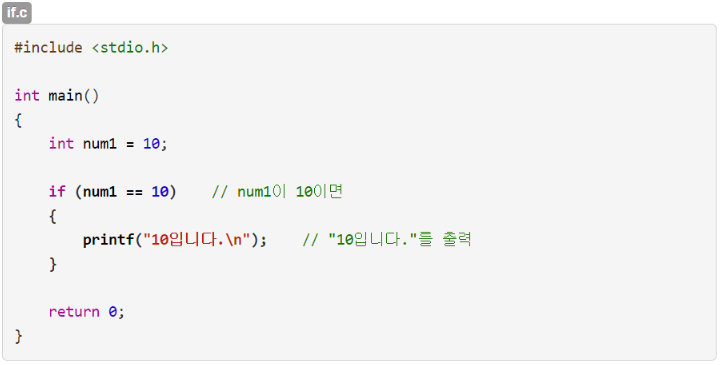 if.c
#include <stdio.h>
int main()
{
    int num1 = 10;
    if (num1 == 10)    // num1이 10이면
    {
        printf("10입니다.\n");    // "10입니다."를 출력
    }
    return 0;
}